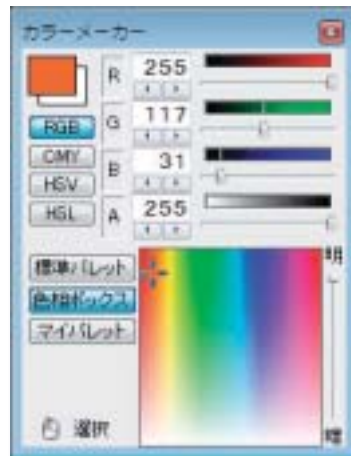 カラーメーカー
R 255
RGB G 117
CMY B 31
HSV
HSL A 255
標準パレット 明
色相ボックス
マイパレット
選択 暗